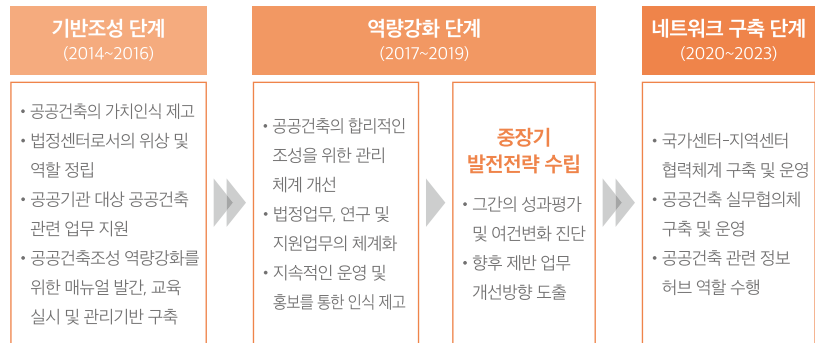 기반조성 단계
(2014~2016)
• 공공건축의 가치인식 제고
• 법정센터로서의 위상 및
역할 정립
• 공공기관 대상 공공건축
관련 업무 지원
• 공공건축조성 역량강화를
위한 매뉴얼 발간, 교육
실시 및 관리기반 구축
역량강화 단계
(2017~2019)
• 공공건축의 합리적인
조성을 위한 관리
체계 개선
• 법정업무, 연구 및
지원업무의 체계화
• 지속적인 운영 및
홍보를 통한 인식 제고
중장기
발전전략 수립
• 그간의 성과평가
및 여건변화 진단
• 향후 제반 업무
개선방향 도출
네트워크 구축 단계
(2020~2023)
• 국가센터-지역센터
협력체계 구축 및 운영
• 공공건축 실무협의체
구축 및 운영
• 공공건축 관련 정보
허브 역할 수행